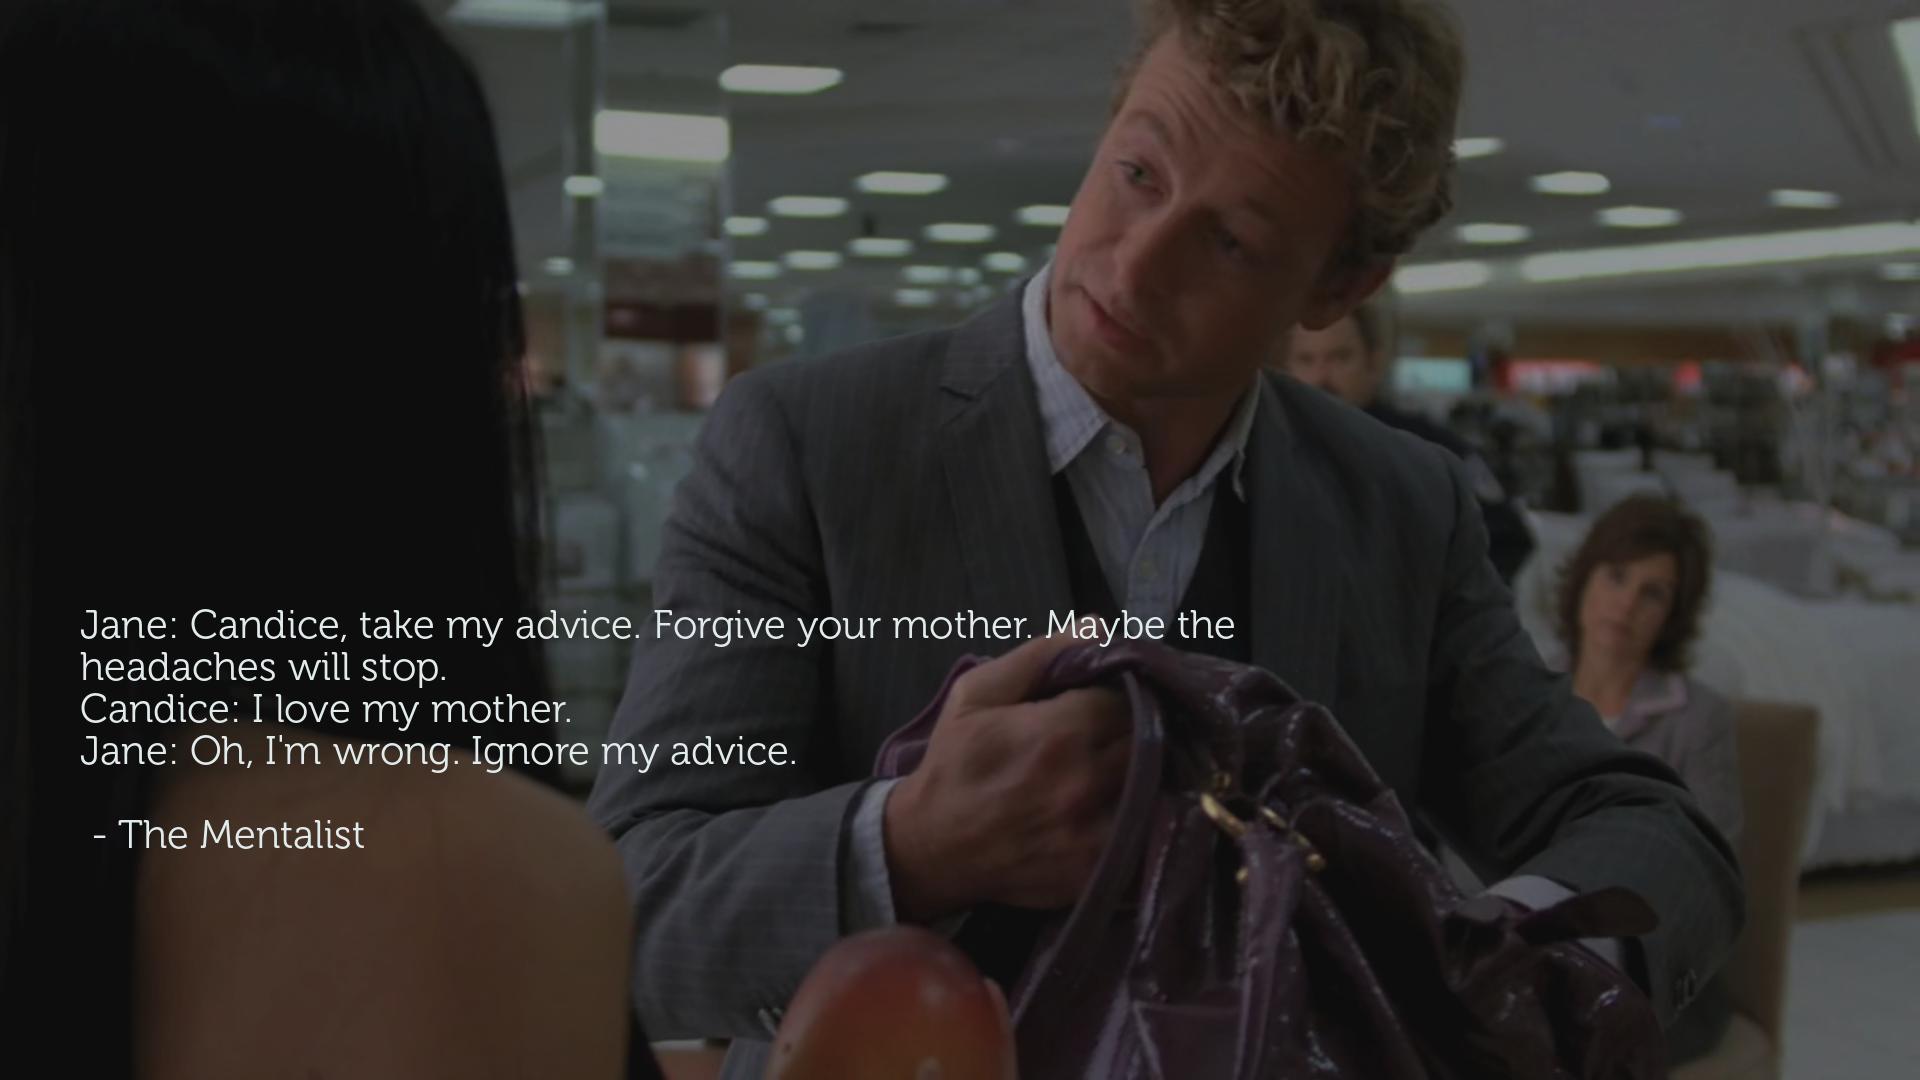 Jane: Candice, take my advice. Forgive your mother. Maybe the
headaches will stop.
Candice: I love my mother.
Jane: Oh, I'm wrong. Ignore my advice.
- The Mentalist